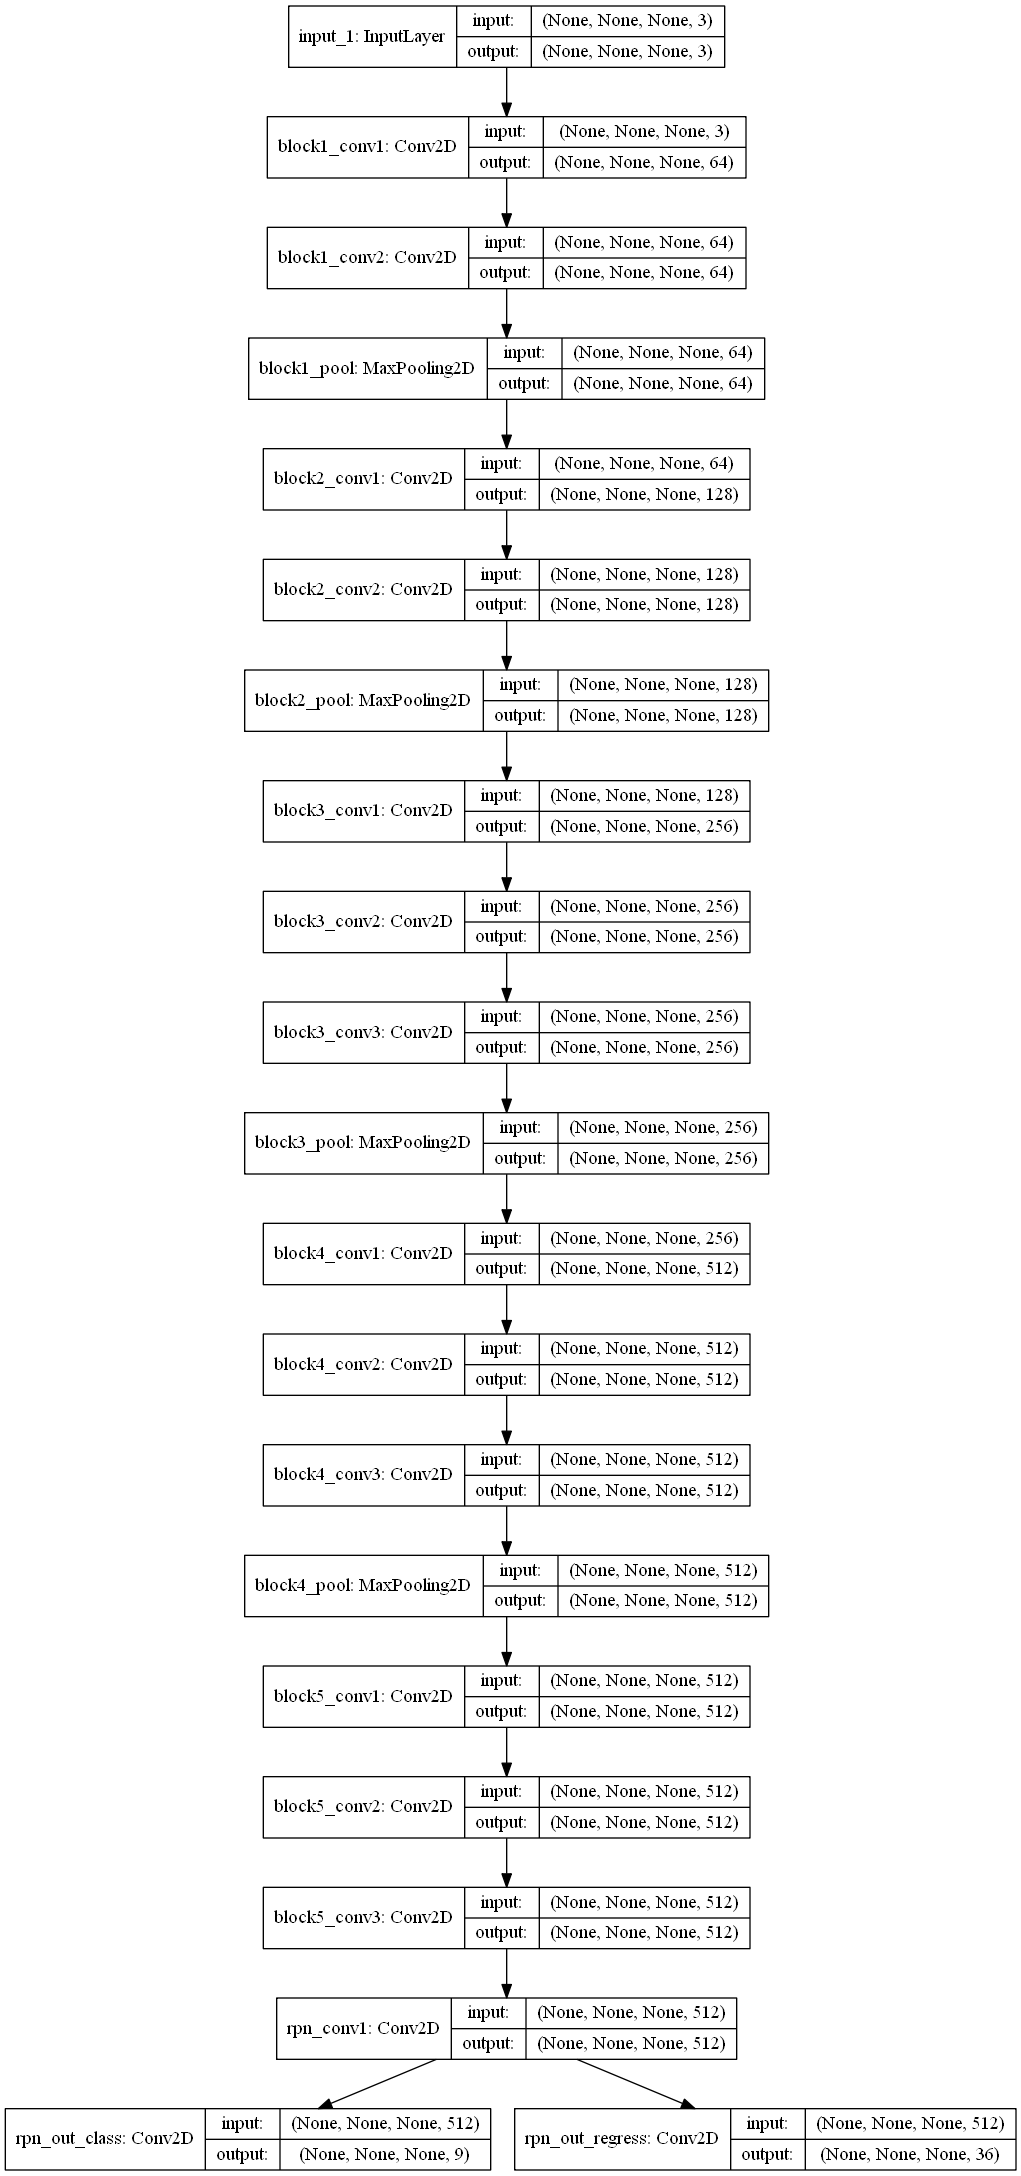 input_1: InputLayer
input: (None, None, None, 3)
output: (None, None, None, 3)
block1_conv1: Conv2D
input: (None, None, None, 3)
output: (None, None, None, 64)
block1_conv2: Conv2D
input: (None, None, None, 64)
output: (None, None, None, 64)
block1_pool: MaxPooling2D
input: (None, None, None, 64)
output: (None, None, None, 64)
block2_conv1: Conv2D
input: (None, None, None, 64)
output: (None, None, None, 128)
block2_conv2: Conv2D
input: (None, None, None, 128)
output: (None, None, None, 128)
block2_pool: MaxPooling2D
input: (None, None, None, 128)
output: (None, None, None, 128)
block3_conv1: Conv2D
input: (None, None, None, 128)
output: (None, None, None, 256)
block3_conv2: Conv2D
input: (None, None, None, 256)
output: (None, None, None, 256)
block3_conv3: Conv2D
input: (None, None, None, 256)
output: (None, None, None, 256)
block3_pool: MaxPooling2D
input: (None, None, None, 256)
output: (None, None, None, 256)
block4_conv1: Conv2D
input: (None, None, None, 256)
output: (None, None, None, 512)
block4_conv2: Conv2D
input: (None, None, None, 512)
output: (None, None, None, 512)
block4_conv3: Conv2D
input: (None, None, None, 512)
output: (None, None, None, 512)
block4_pool: MaxPooling2D
input: (None, None, None, 512)
output: (None, None, None, 512)
block5_conv1: Conv2D
input: (None, None, None, 512)
output: (None, None, None, 512)
block5_conv2: Conv2D
input: (None, None, None, 512)
output: (None, None, None, 512)
block5_conv3: Conv2D
input: (None, None, None, 512)
output: (None, None, None, 512)
rpn_conv1: Conv2D
input: (None, None, None, 512)
output: (None, None, None, 512)
rpn_out_class: Conv2D
input: (None, None, None, 512)
output: (None, None, None, 9)
rpn_out_regress: Conv2D
input: (None, None, None, 512)
output: (None, None, None, 36)